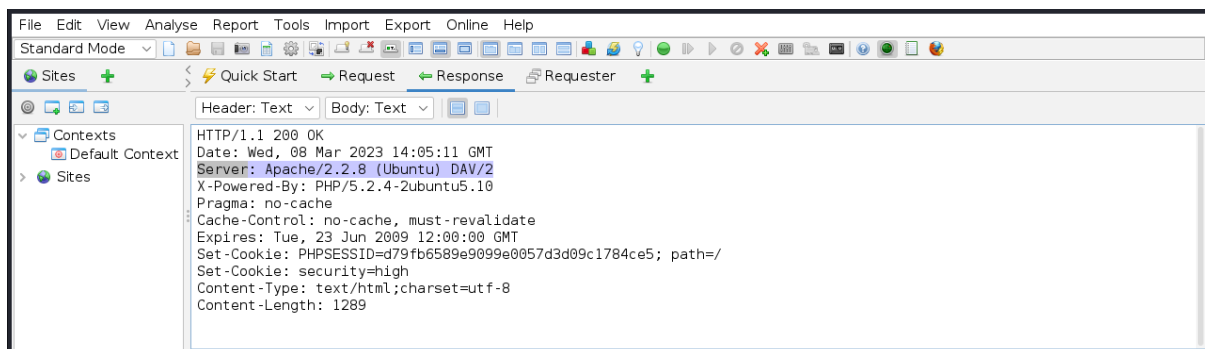 File Edit View Analyse Report Tools Import Export Online Help
Standard Mode
Sites
Quick Start Request Response Requester
Header: Text Body: Text
Contexts
Default Context
Sites
HTTP/1.1 200 OK
Date: Wed, 08 Mar 2023 14:05:11 GMT
Server: Apache/2.2.8 (Ubuntu) DAV/2
X-Powered-By: PHP/5.2.4-2ubuntu5.10
Pragma: no-cache
Cache-Control: no-cache, must-revalidate
Expires: Tue, 23 Jun 2009 12:00:00 GMT
Set-Cookie: PHPSESSID=d79fb6589e9099e0057d3d09c1784ce5; path=/
Set-Cookie: security=high
Content-Type: text/html;charset=utf-8
Content-Length: 1289